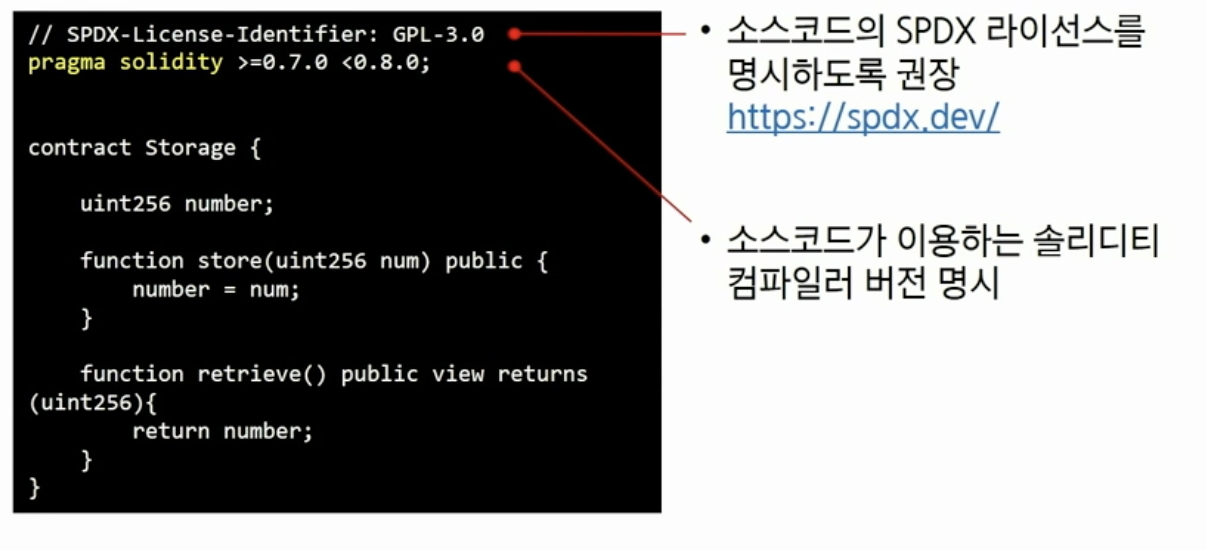 // SPDX-License-Identifier: GPL-3.0
pragma solidity >=0.7.0 <0.8.0;
contract Storage {
uint256 number;
function store(uint256 num) public {
number = num;
}
function retrieve() public view returns
(uint256){
return number;
}
}
• 소스코드의 SPDX 라이선스를
명시하도록 권장
https://spdx.dev/
• 소스코드가 이용하는 솔리디티
컴파일러 버전 명시